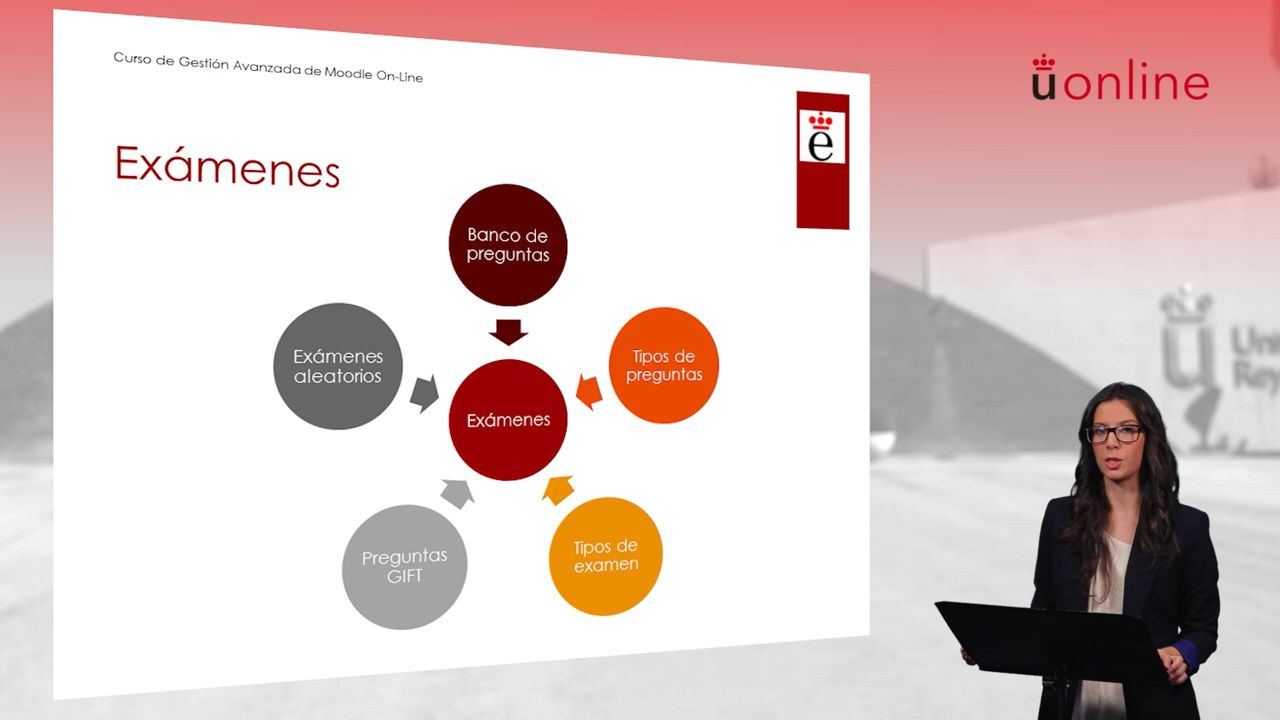 Curso de Gestión Avanzada de Moodle On-Line
uonline
e
Exámenes
Banco de
preguntas
Exámenes
aleatorios
Tipos de
preguntas
Exámenes
Preguntas
GIFT
Tipos de
examen